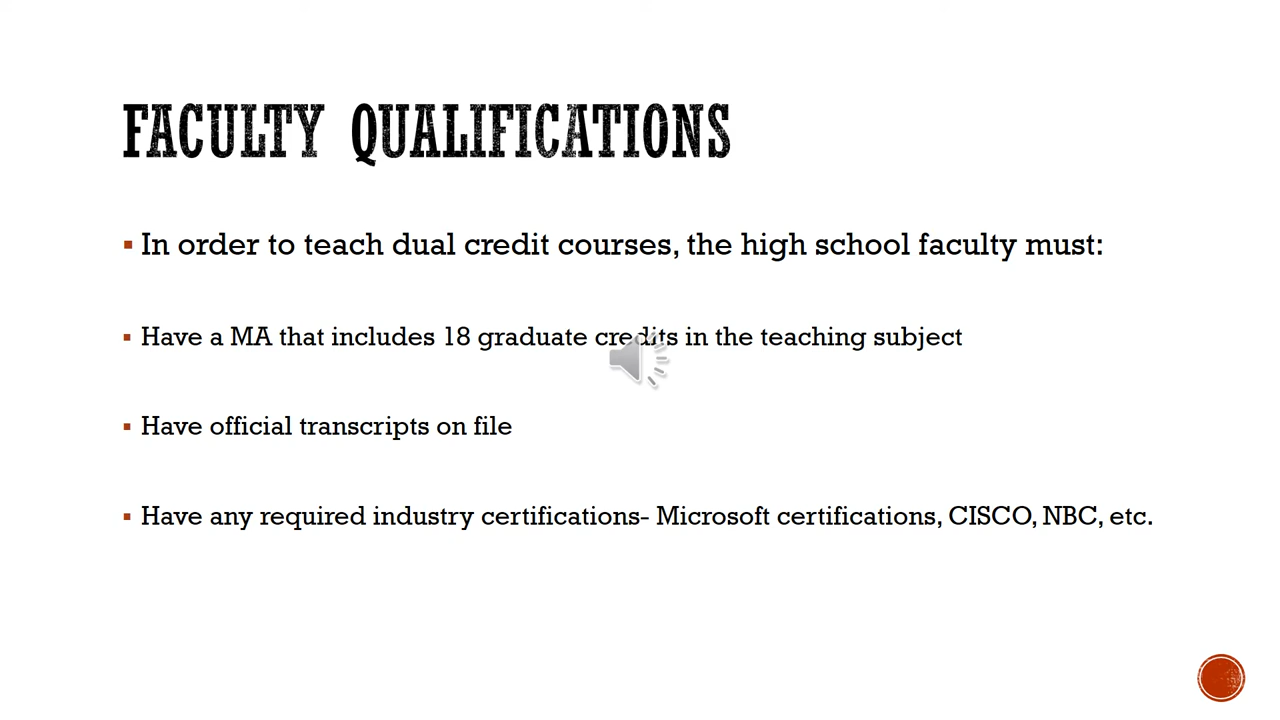 FACULTY QUALIFICATIONS
In order to teach dual credit courses, the high school faculty must:
Have a MA that includes 18 graduate credits in the teaching subject
Have official transcripts on file
Have any required industry certifications- Microsoft certifications, CISCO, NBC, etc.